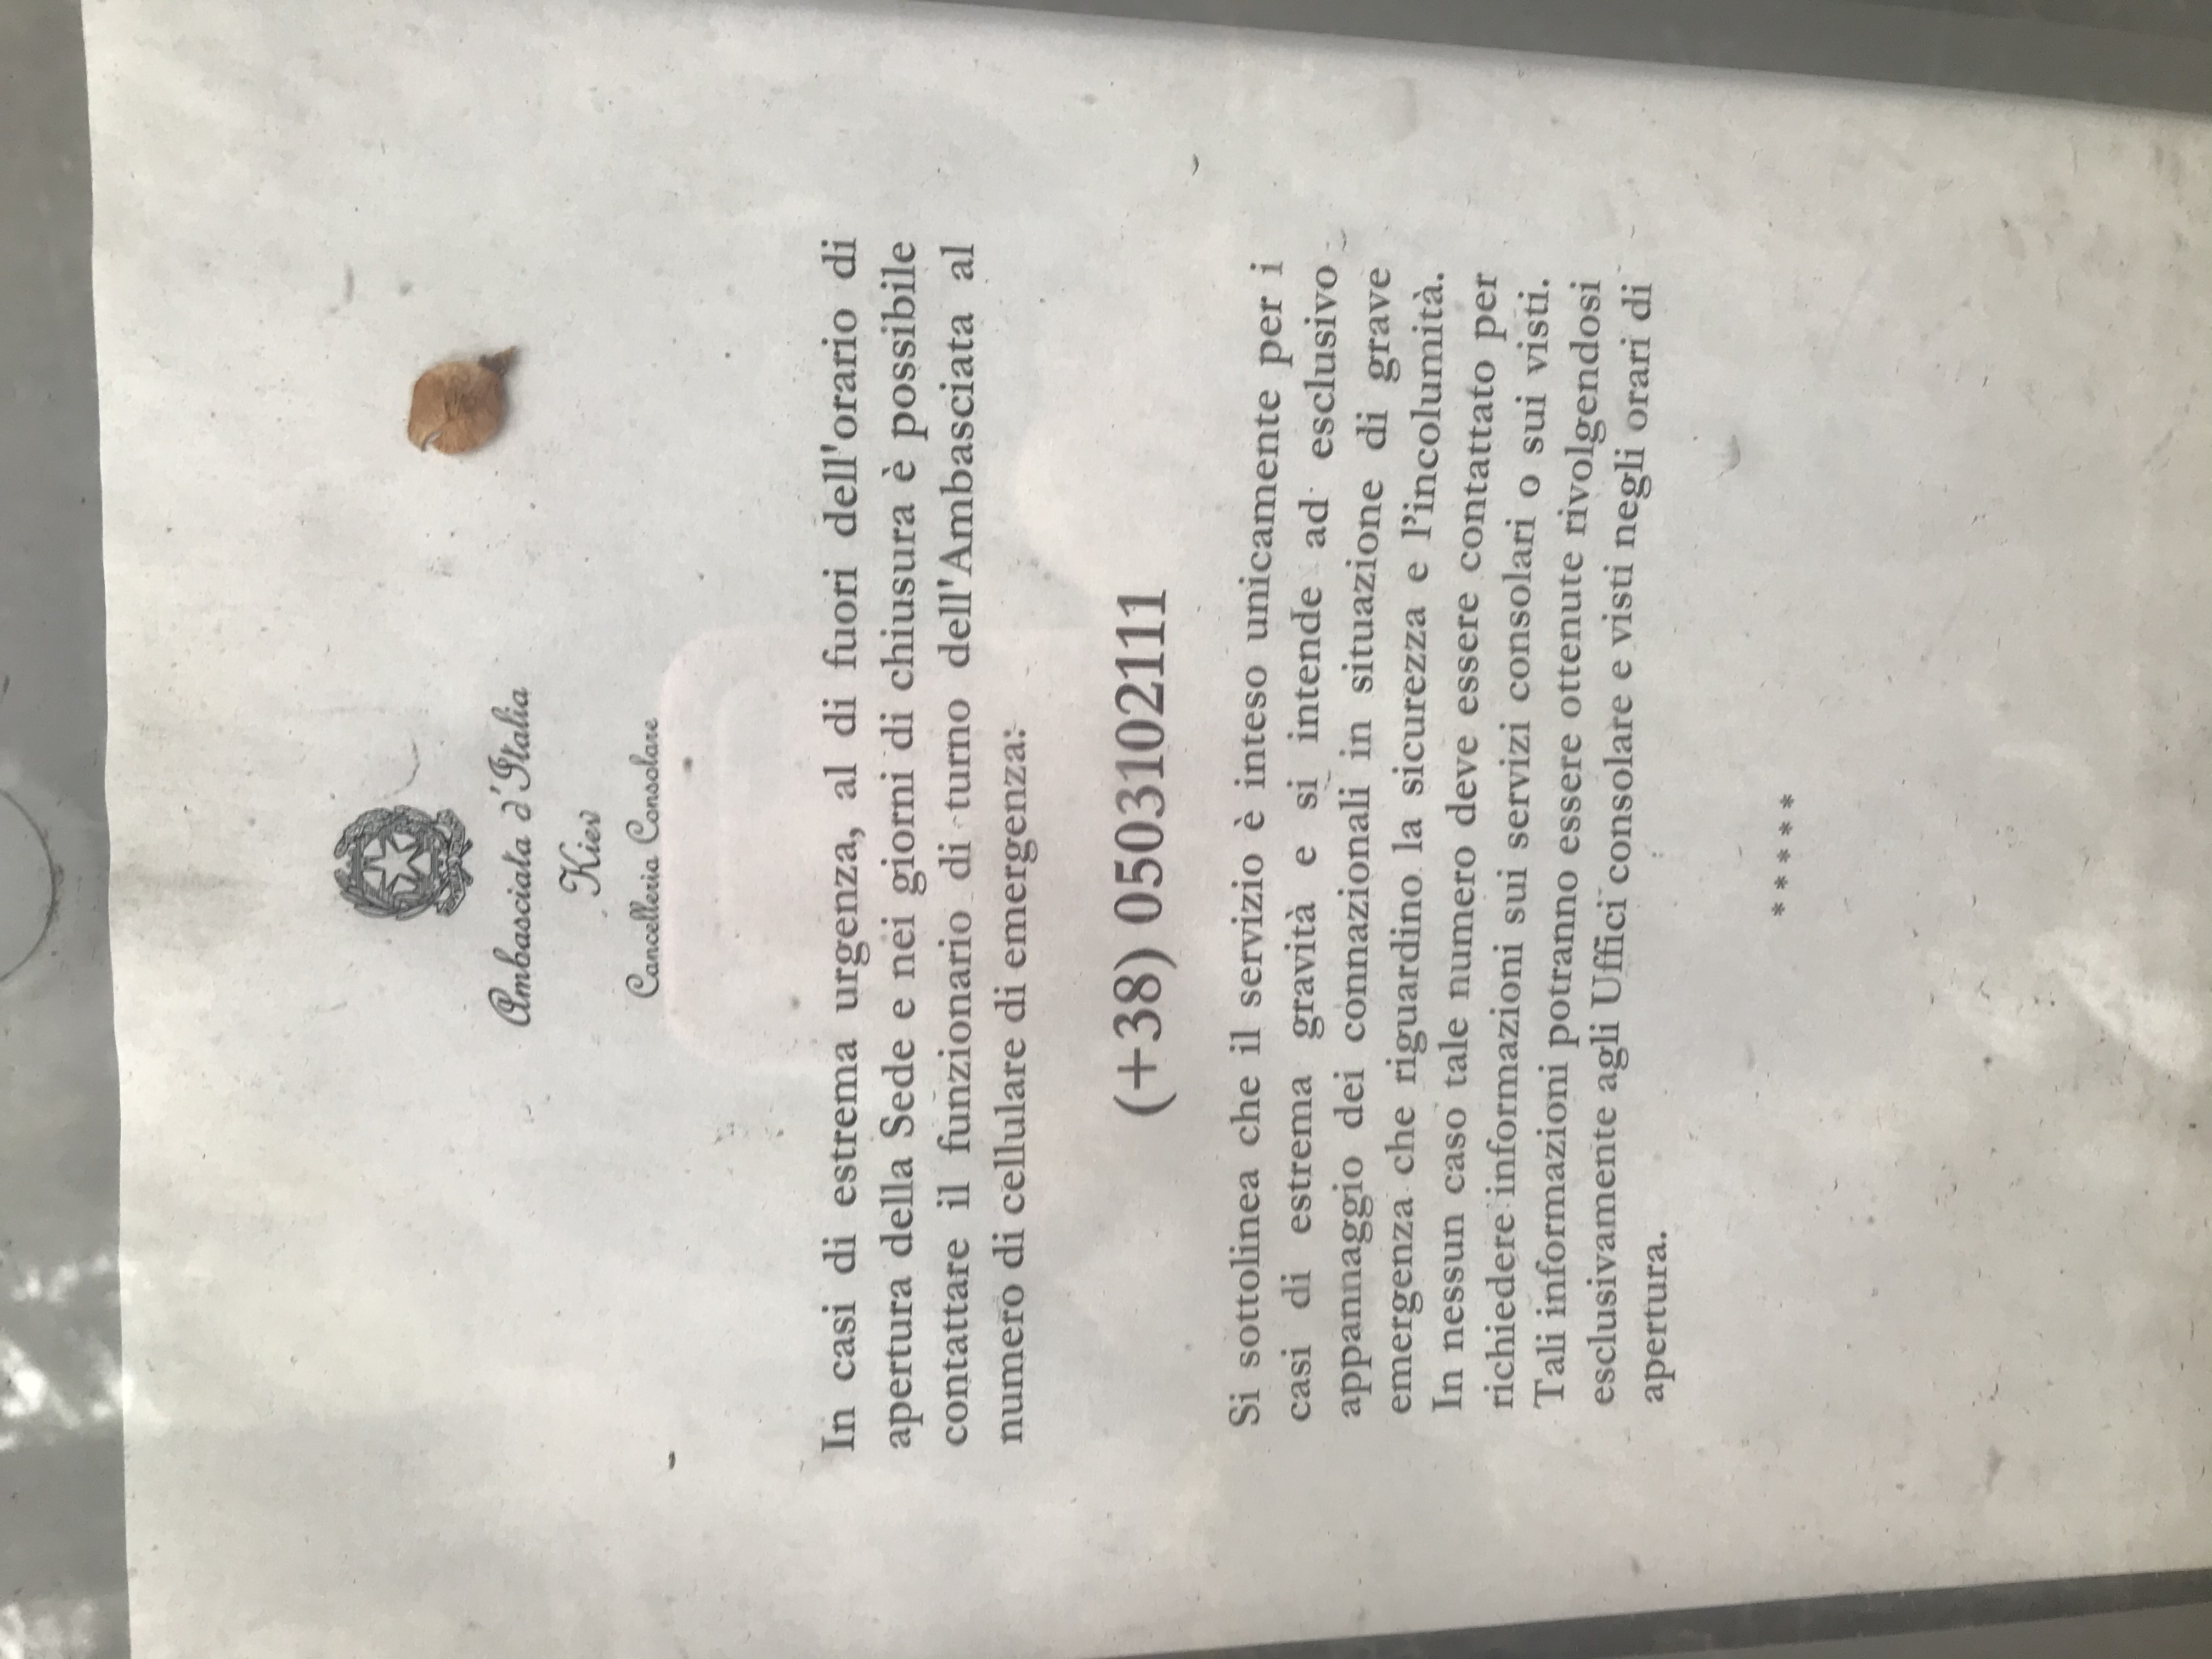 Ambasciata d'Italia
Kiev
Cancelleria Consolare
In casi di estrema urgenza, al di fuori dell'orario di
apertura della Sede e nei giorni di chiusura è possibile
contattare il funzionario di turno dell'Ambasciata al
numero di cellulare di emergenza:
(+38) 0503102111
Si sottolinea che il servizio è inteso unicamente per i
casi di estrema gravità e si intende ad esclusivo
appannaggio dei connazionali in situazione di grave
emergenza che riguardino la sicurezza e l'incolumità.
In nessun caso tale numero deve essere contattato per
richiedere informazioni sui servizi consolari o sui visti.
Tali informazioni potranno essere ottenute rivolgendosi
esclusivamente agli Uffici consolare e visti negli orari di
apertura.
******